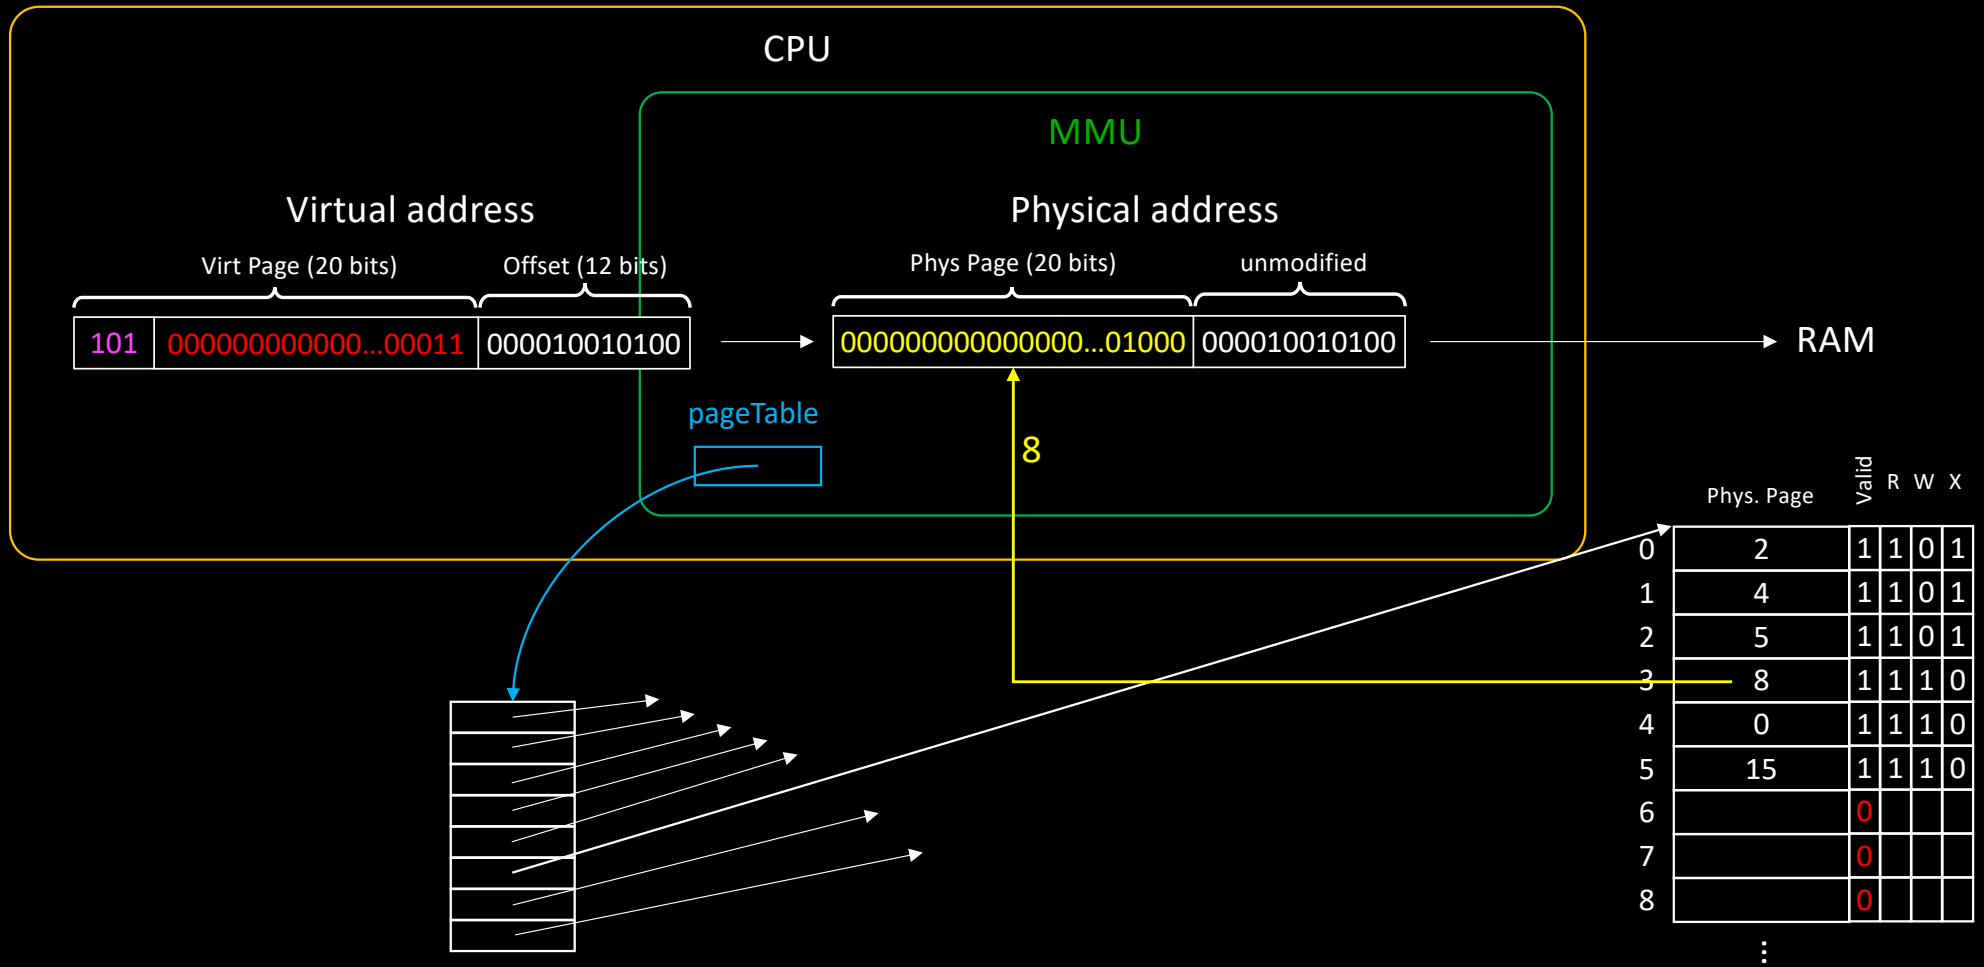 CPU
MMU
Virtual address
Physical address
Virt Page (20 bits)
Offset (12 bits)
Phys Page (20 bits)
unmodified
101 000000000000...00011 000010010100
000000000000000...01000 000010010100
RAM
pageTable
8
Phys. Page Valid R W X
0 2 1 1 0 1
1 4 1 1 0 1
2 5 1 1 0 1
3 8 1 1 1 0
4 0 1 1 1 0
5 15 1 1 1 0
6 0
7 0
8 0
...